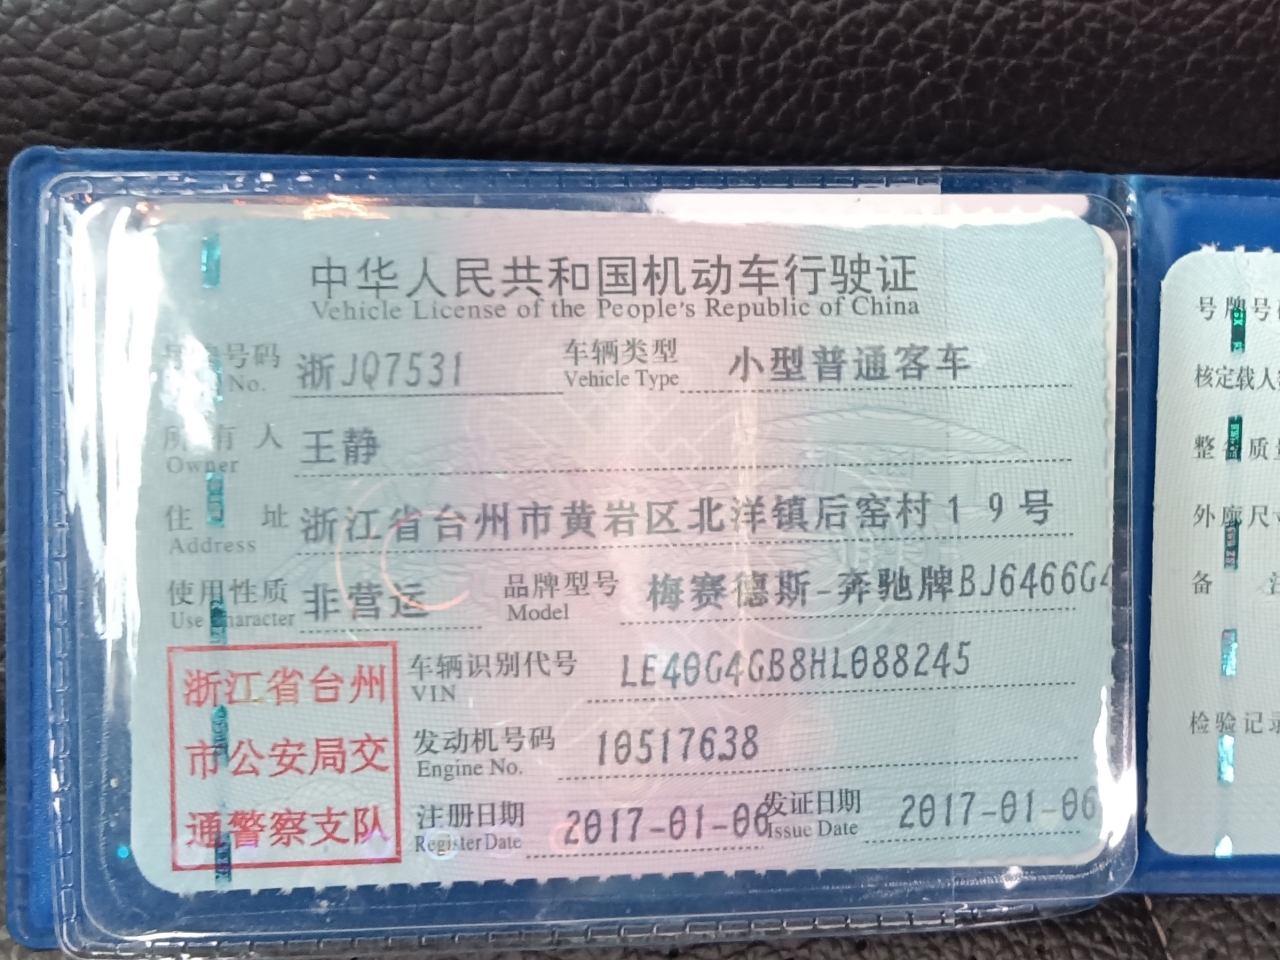 中华人民共和国机动车行驶证
Vehicle License of the People's Republic of China
号码 浙JQ7531 车辆类型 小型普通客车
No. Vehicle Type
所有人 王静
Owner
住址 浙江省台州市黄岩区北洋镇后窑村19号
Address
使用性质 非营运 品牌型号 梅赛德斯-奔驰牌BJ6466G4
Use Character Model
浙江省台州
市公安局交
通警察支队
车辆识别代号 LE40G4GB8HL088245
VIN
发动机号码 10517638
Engine No.
注册日期 2017-01-06 发证日期 2017-01-06
Register Date Issue Date
号牌号
核定载人
整 质
外廓尺寸
备
检验记录